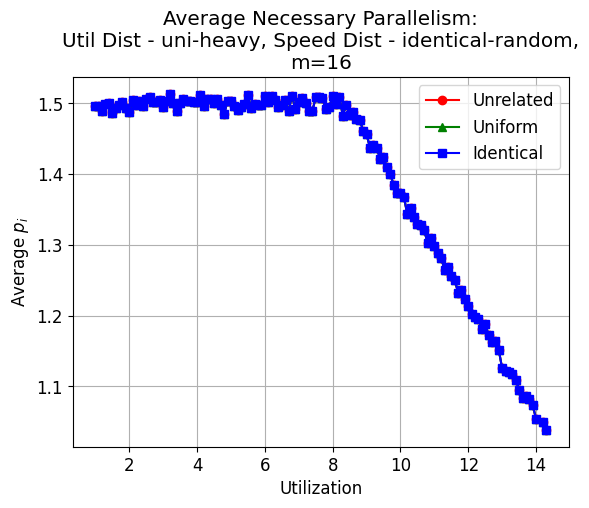 Average Necessary Parallelism:
Util Dist - uni-heavy, Speed Dist - identical-random,
m=16
Unrelated
Uniform
Identical
1.5
1.4
1.3
1.2
1.1
Average p_i
2 4 6 8 10 12 14
Utilization